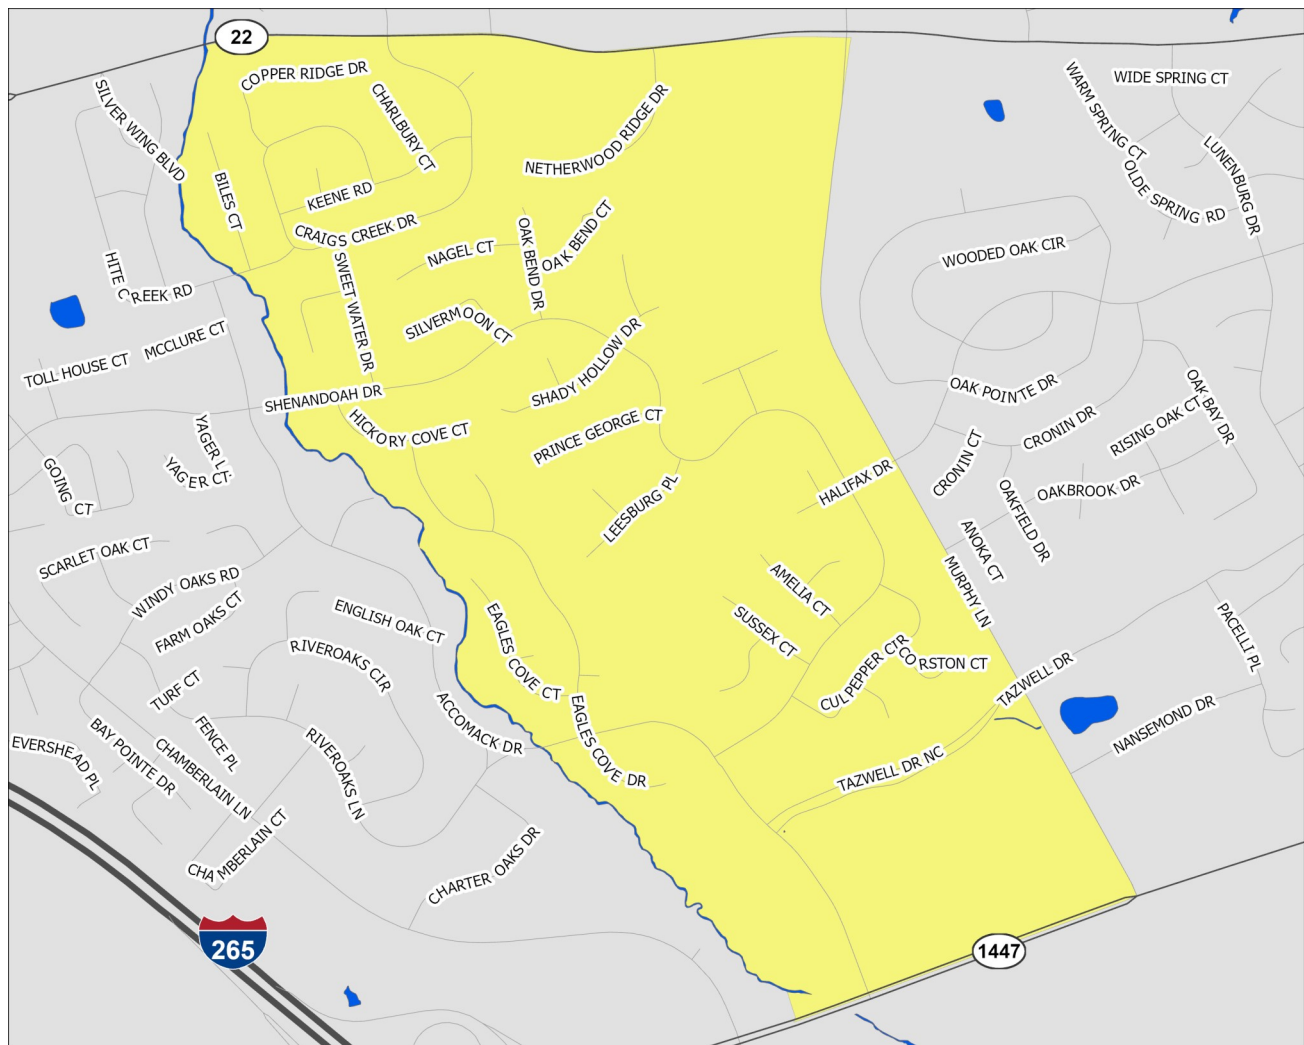 22
COPPER RIDGE DR
SILVER WING BLVD
CHARLBURY CT
WARM SPRING CT
WIDE SPRING CT
NETHERWOOD RIDGE DR
LUNENBURG DR
BILES CT
KEENE RD
OLDE SPRING RD
CRAIGS CREEK DR
OAK BEND DR
OAK BEND CT
NAGEL CT
WOODED OAK CIR
HITE CREEK RD
SWEET WATER DR
SILVERMOON CT
MCCLURE CT
TOLL HOUSE CT
SHADY HOLLOW DR
SHENANDOAH DR
OAK POINTE DR
OAK BAY DR
HICKORY COVE CT
PRINCE GEORGE CT
CRONIN DR
RISING OAK CT
YAGER LN
YAGER CT
GOING CT
HALIFAX DR
CRONIN CT
LEESBURG PL
OAKBROOK DR
OAKFIELD DR
ANOKA CT
SCARLET OAK CT
WINDY OAKS RD
MURPHY LN
AMELIA CT
FARM OAKS CT
ENGLISH OAK CT
EAGLES COVE CT
SUSSEX CT
PACELLI PL
RIVEROAKS CIR
CULPEPPER CIR
CORSTON CT
TURF CT
TAZWELL DR
ACCOMACK DR
EAGLES COVE DR
NANSEMOND DR
FENCE PL
BAY POINTE DR
CHAMBERLAIN LN
RIVEROAKS LN
EVERSHEAD PL
TAZWELL DR NC
CHAMBERLAIN CT
CHARTER OAKS DR
265
1447